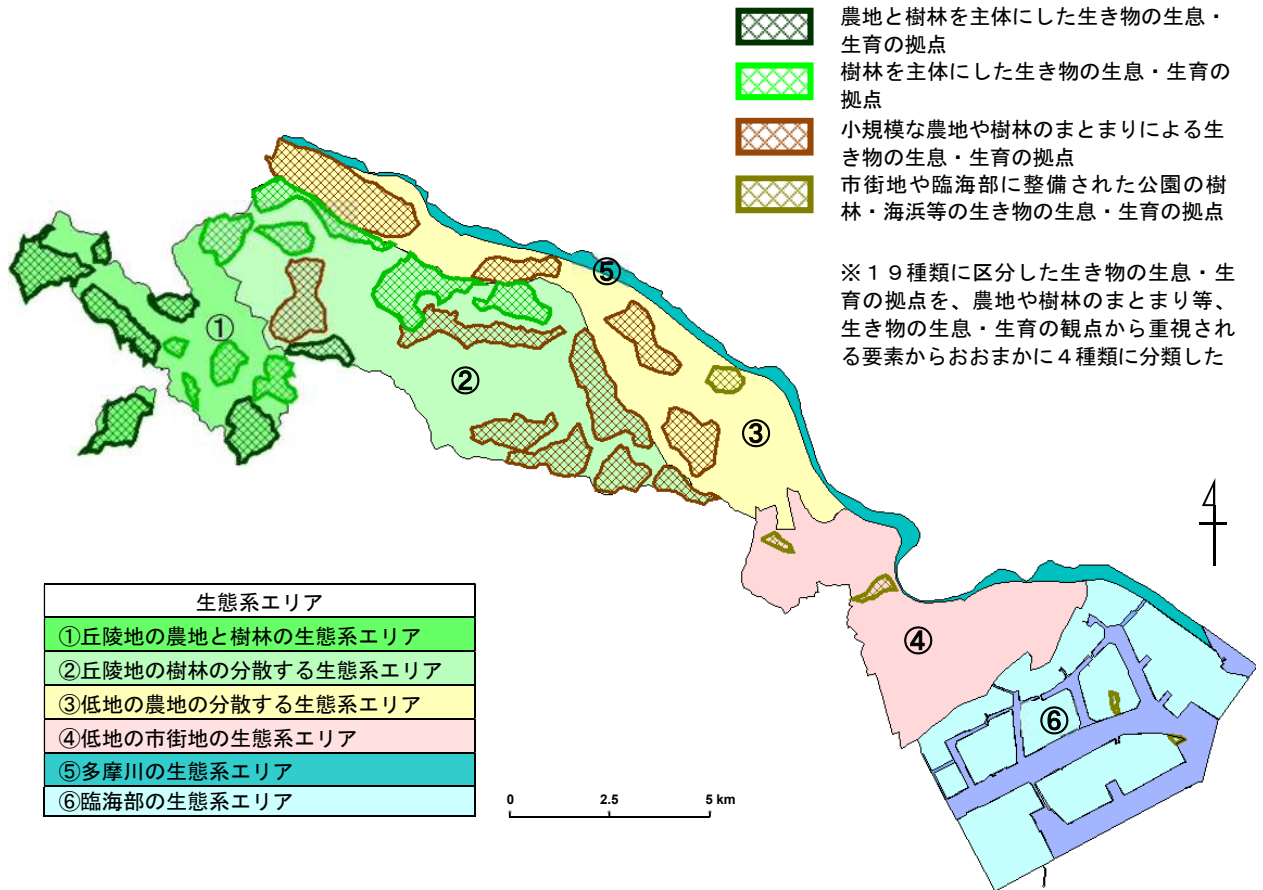 農地と樹林を主体にした生き物の生息・
生育の拠点
樹林を主体にした生き物の生息・生育の
拠点
小規模な農地や樹林のまとまりによる生
き物の生息・生育の拠点
市街地や臨海部に整備された公園の樹
林・海浜等の生き物の生息・生育の拠点
※19種類に区分した生き物の生息・生
育の拠点を、農地や樹林のまとまり等、
生き物の生息・生育の観点から重視され
る要素からおおまかに4種類に分類した
⑤
①
②
③
④
⑥
生態系エリア
①丘陵地の農地と樹林の生態系エリア
②丘陵地の樹林の分散する生態系エリア
③低地の農地の分散する生態系エリア
④低地の市街地の生態系エリア
⑤多摩川の生態系エリア
⑥臨海部の生態系エリア
0 2.5 5 km